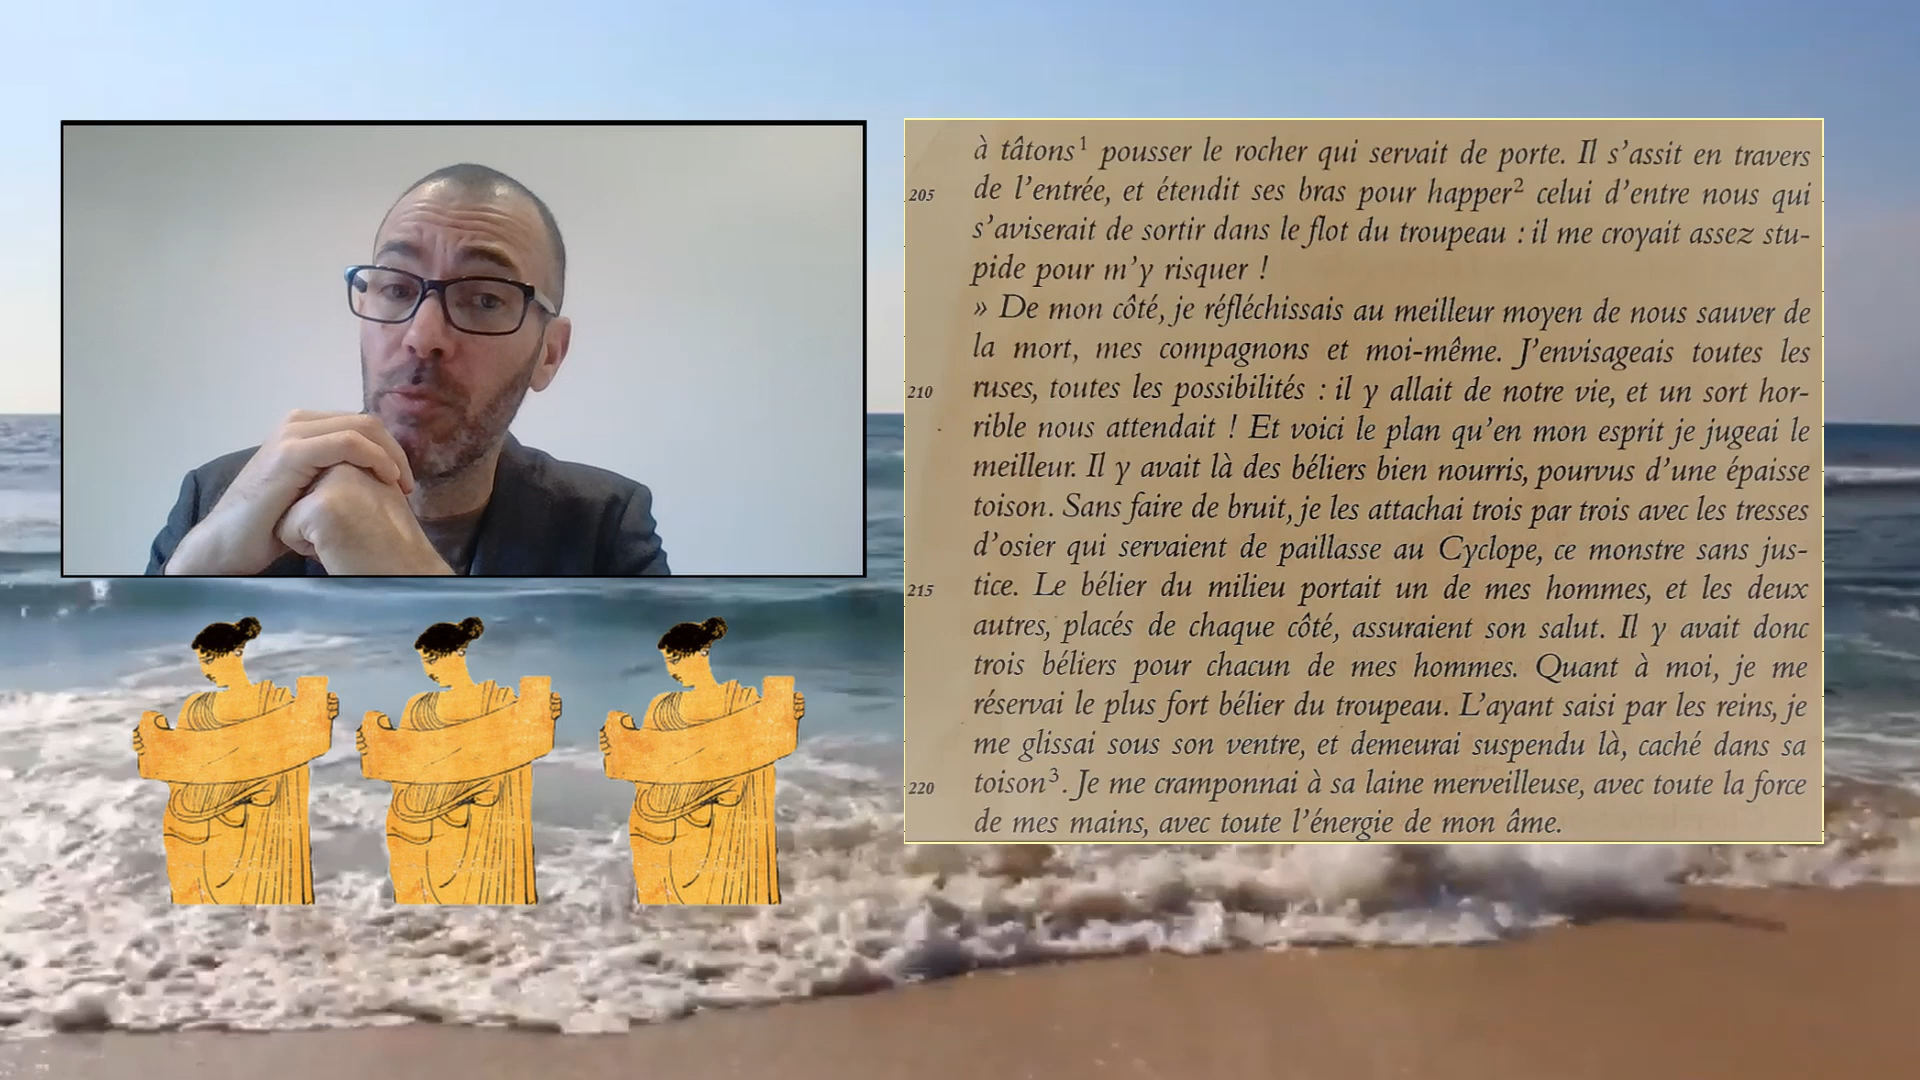 à tâtons¹ pousser le rocher qui servait de porte. Il s'assit en travers
205 de l'entrée, et étendit ses bras pour happer² celui d'entre nous qui
s'aviserait de sortir dans le flot du troupeau : il me croyait assez stu-
pide pour m'y risquer !
» De mon côté, je réfléchissais au meilleur moyen de nous sauver de
la mort, mes compagnons et moi-même. J'envisageais toutes les
210 ruses, toutes les possibilités : il y allait de notre vie, et un sort hor-
rible nous attendait ! Et voici le plan qu'en mon esprit je jugeai le
meilleur. Il y avait là des béliers bien nourris, pourvus d'une épaisse
toison. Sans faire de bruit, je les attachai trois par trois avec les tresses
d'osier qui servaient de paillasse au Cyclope, ce monstre sans jus-
215 tice. Le bélier du milieu portait un de mes hommes, et les deux
autres, placés de chaque côté, assuraient son salut. Il y avait donc
trois béliers pour chacun de mes hommes. Quant à moi, je me
réservai le plus fort bélier du troupeau. L'ayant saisi par les reins, je
me glissai sous son ventre, et demeurai suspendu là, caché dans sa
220 toison³. Je me cramponnai à sa laine merveilleuse, avec toute la force
de mes mains, avec toute l'énergie de mon âme.